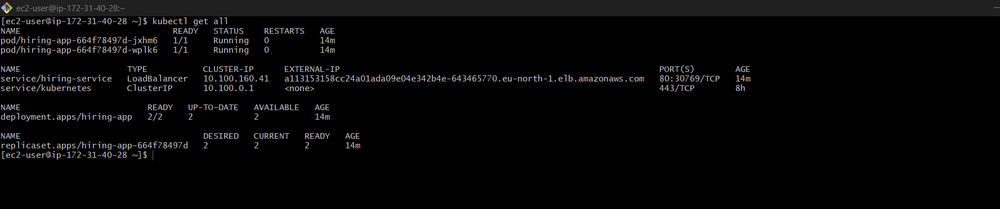 ec2-user@ip-172-31-40-28:~
[ec2-user@ip-172-31-40-28 ~]$ kubectl get all
NAME                              READY   STATUS    RESTARTS   AGE
pod/hiring-app-664f78497d-jxhm6   1/1     Running   0          14m
pod/hiring-app-664f78497d-wplk6   1/1     Running   0          14m
NAME                     TYPE           CLUSTER-IP      EXTERNAL-IP                                                               PORT(S)        AGE
service/hiring-service   LoadBalancer   10.100.160.41   a113153158cc24a01ada09e04e342b4e-643465770.eu-north-1.elb.amazonaws.com   80:30769/TCP   14m
service/kubernetes       ClusterIP      10.100.0.1      <none>                                                                    443/TCP        8h
NAME                         READY   UP-TO-DATE   AVAILABLE   AGE
deployment.apps/hiring-app   2/2     2            2           14m
NAME                                    DESIRED   CURRENT   READY   AGE
replicaset.apps/hiring-app-664f78497d   2         2         2       14m
[ec2-user@ip-172-31-40-28 ~]$